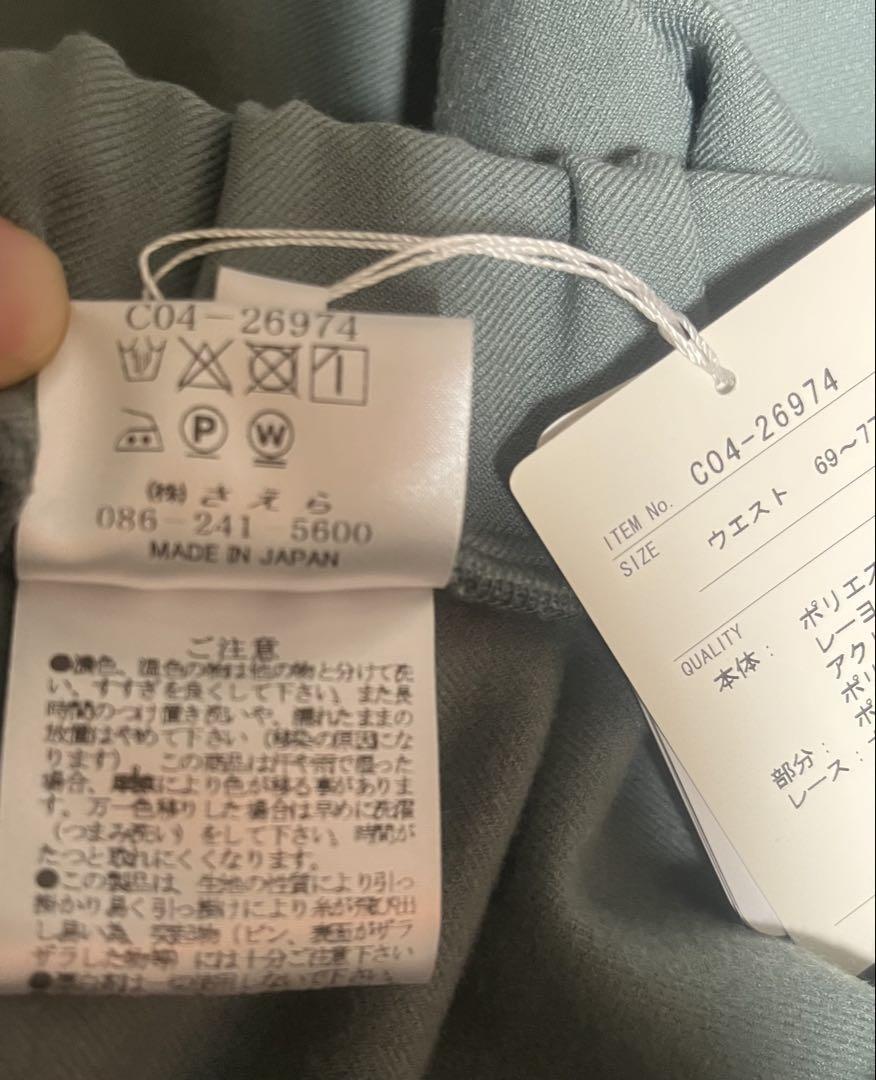 C04-26974
P W
(株) さえら
086-241 5600
MADE IN JAPAN
ご注意
●濃色、温色の物は他の物と分けて洗
い、すすぎを良くして下さい。また長
時間のつけ置き洗いや、濡れたままの
放置はやめて下さい(移染の原因にな
ります)。この商品は汗や雨で湿った
場合、摩擦により色が移る事がありま
す。万一色移りした場合は早めに洗濯
(つまみ洗い)をして下さい。時間が
たつと取れにくくなります。
●この製品は、生地の性質により引っ
掛かり易く引っ掛けにより糸が飛び出
し易い為、突起物(ピン、表面がザラ
ザラした物等)には十分ご注意下さい
ITEM No. C04-26974
SIZE ウエスト 69～77
QUALITY
本体： ポリエス
レーヨ
アクリ
ポリ
ポ
部分：
レース：